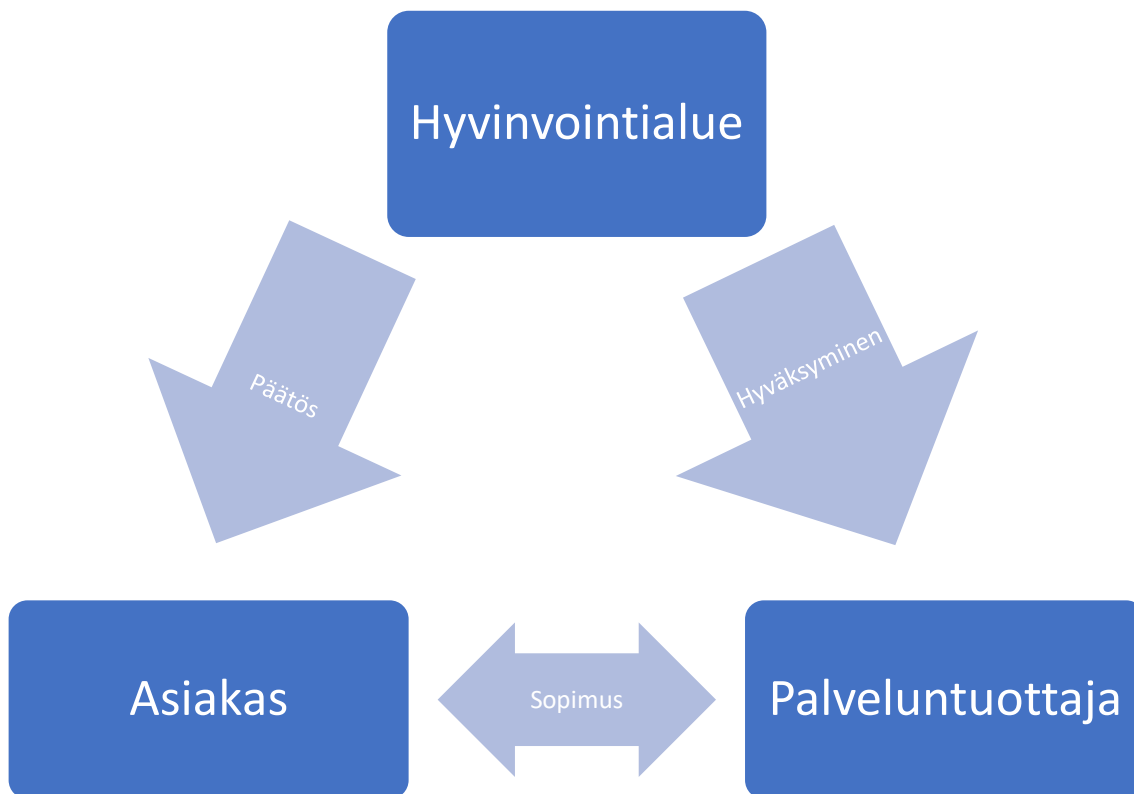 Hyvinvointialue
Päätös
Hyväksyminen
Asiakas
Sopimus
Palveluntuottaja